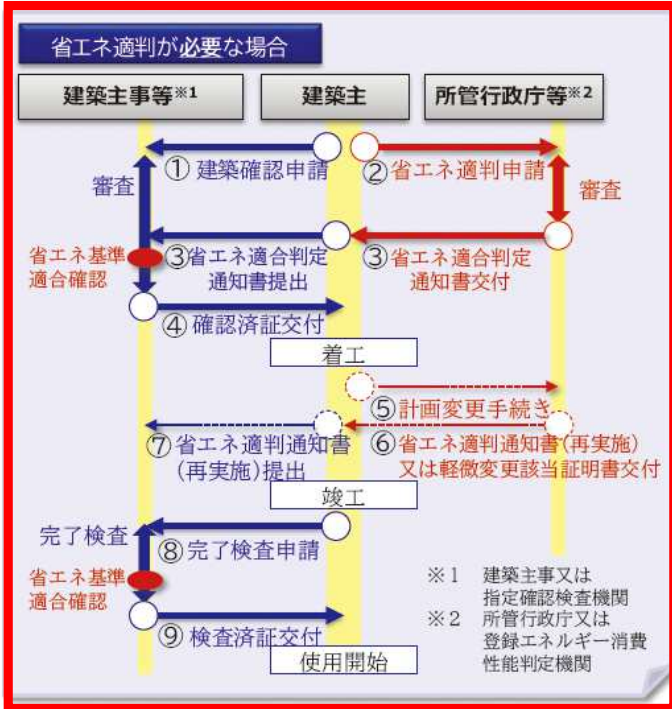 省エネ適判が必要な場合
建築主事等※1
建築主
所管行政庁等※2
①建築確認申請
②省エネ適判申請
審査
審査
省エネ基準
適合確認
③省エネ適合判定
通知書提出
③省エネ適合判定
通知書交付
④確認済証交付
着工
⑤計画変更手続き
⑦省エネ適判通知書
(再実施)提出
⑥省エネ適判通知書(再実施)
又は軽微変更該当証明書交付
竣工
完了検査
⑧完了検査申請
省エネ基準
適合確認
⑨検査済証交付
使用開始
※1 建築主事又は
指定確認検査機関
※2 所管行政庁又は
登録エネルギー消費
性能判定機関